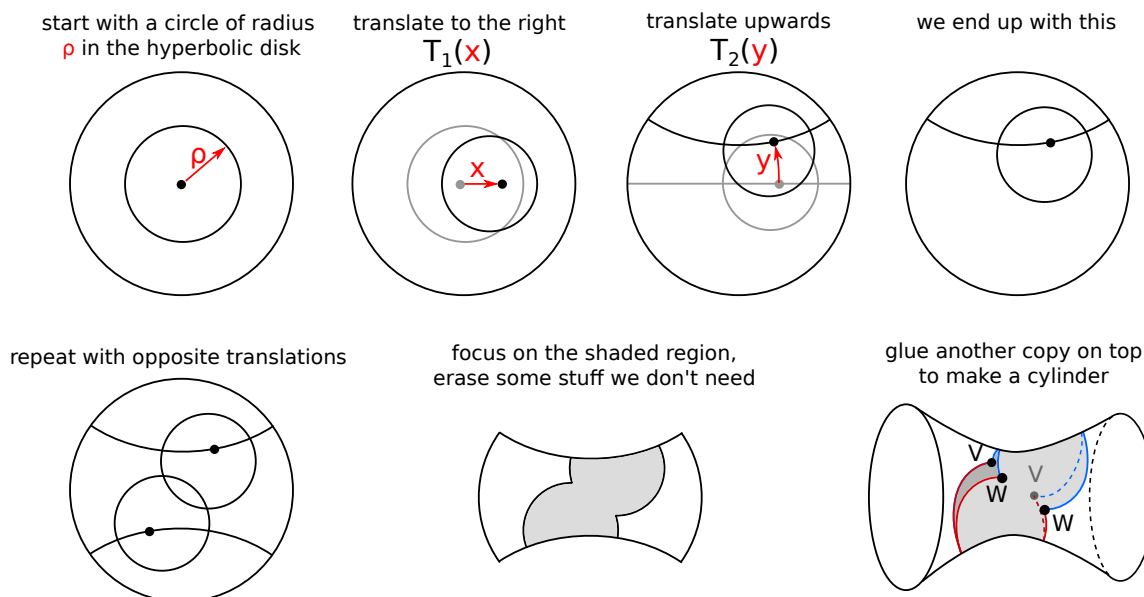 start with a circle of radius
ρ in the hyperbolic disk
translate to the right
T₁(x)
translate upwards
T₂(y)
we end up with this
ρ
x
y
repeat with opposite translations
focus on the shaded region,
erase some stuff we don't need
glue another copy on top
to make a cylinder
V
V
W
W